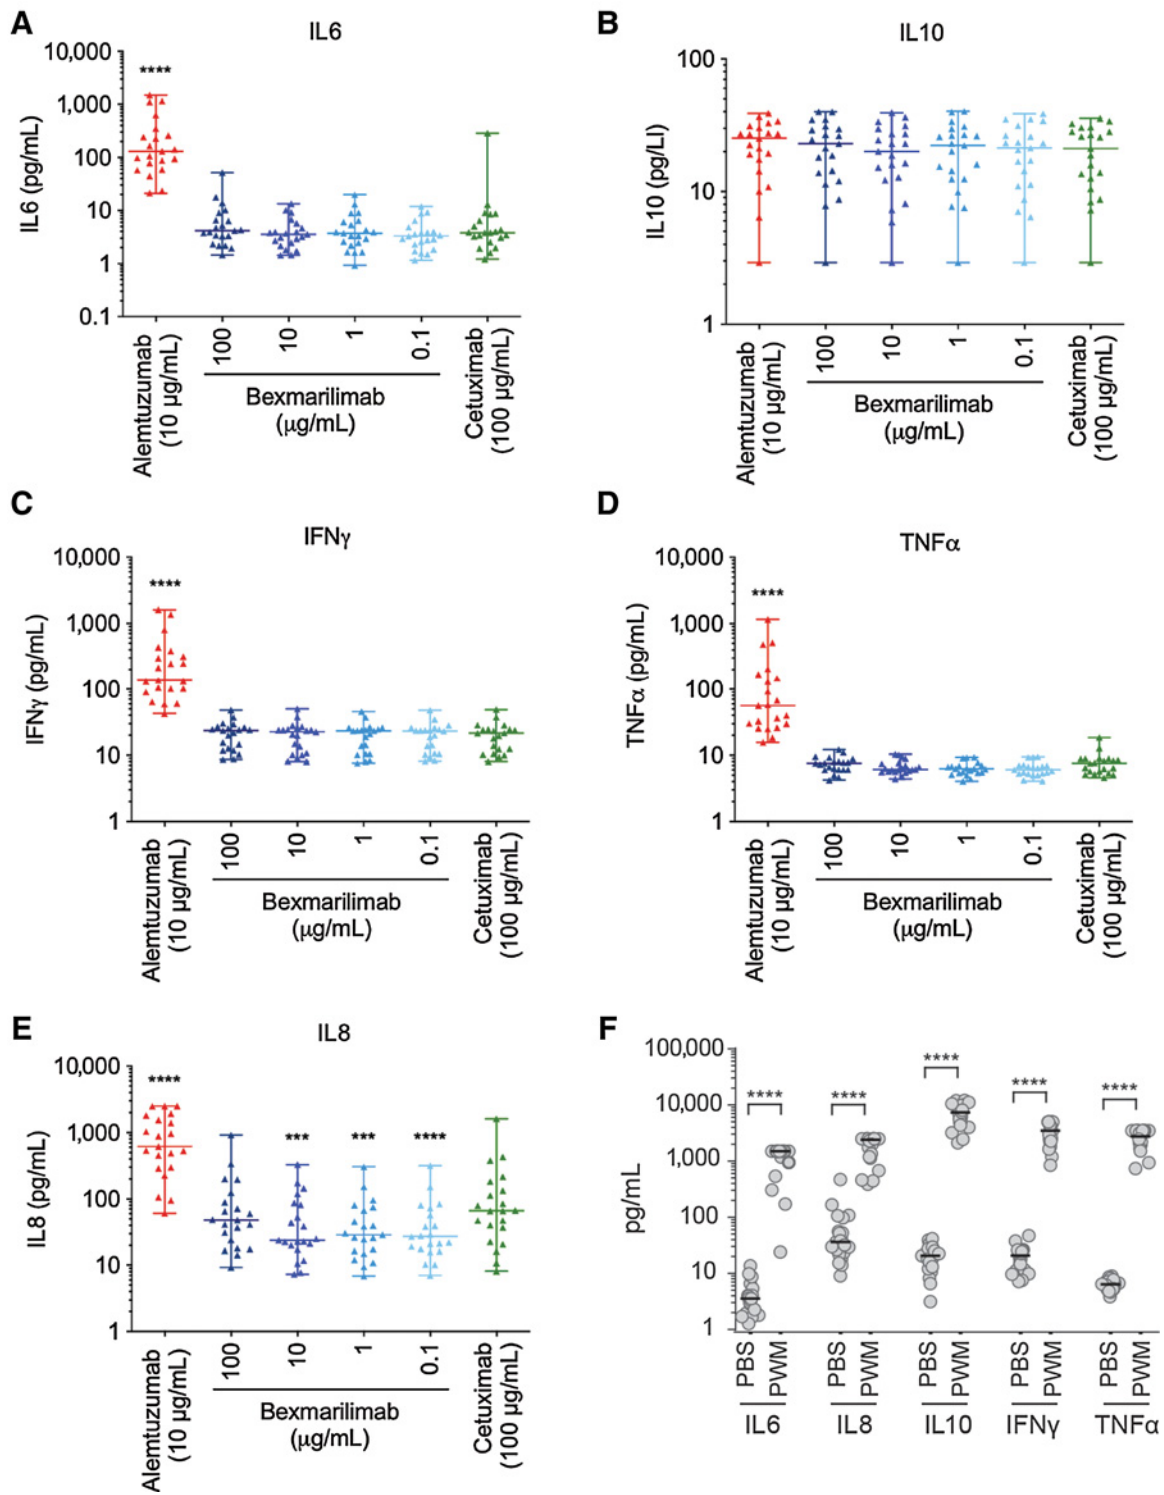 A
IL6
IL6 (pg/mL)
10,000
1,000
100
10
1
0.1
****
Alemtuzumab
(10 µg/mL)
100
10
1
0.1
Bexmarilimab
(µg/mL)
Cetuximab
(100 µg/mL)
B
IL10
IL10 (pg/LI)
100
10
1
Alemtuzumab
(10 µg/mL)
100
10
1
0.1
Bexmarilimab
(µg/mL)
Cetuximab
(100 µg/mL)
C
IFNγ
IFNγ (pg/mL)
10,000
1,000
100
10
1
****
Alemtuzumab
(10 µg/mL)
100
10
1
0.1
Bexmarilimab
(µg/mL)
Cetuximab
(100 µg/mL)
D
TNFα
TNFα (pg/mL)
10,000
1,000
100
10
1
****
Alemtuzumab
(10 µg/mL)
100
10
1
0.1
Bexmarilimab
(µg/mL)
Cetuximab
(100 µg/mL)
E
IL8
IL8 (pg/mL)
10,000
1,000
100
10
1
****
***
***
****
Alemtuzumab
(10 µg/mL)
100
10
1
0.1
Bexmarilimab
(µg/mL)
Cetuximab
(100 µg/mL)
F
pg/mL
100,000
10,000
1,000
100
10
1
****
****
****
****
****
PBS
PWM
PBS
PWM
PBS
PWM
PBS
PWM
PBS
PWM
IL6
IL8
IL10
IFNγ
TNFα